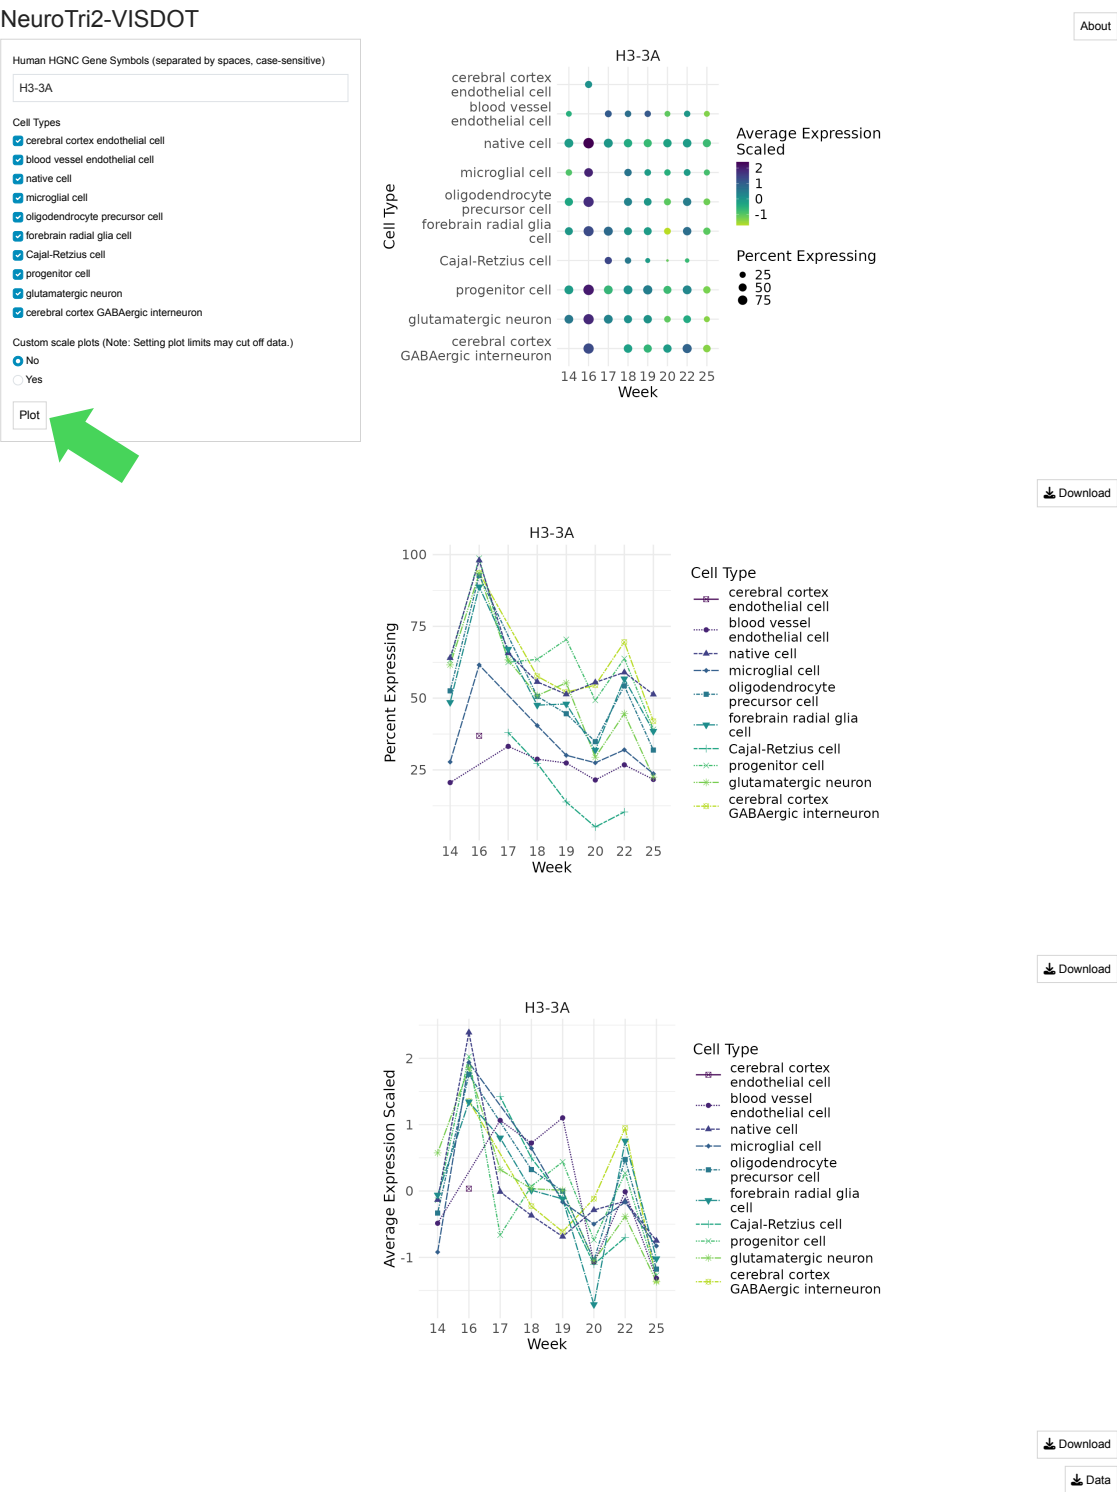 NeuroTri2-VISDOT
About
Human HGNC Gene Symbols (separated by spaces, case-sensitive)
H3-3A
Cell Types
cerebral cortex endothelial cell
blood vessel endothelial cell
native cell
microglial cell
oligodendrocyte precursor cell
forebrain radial glia cell
Cajal-Retzius cell
progenitor cell
glutamatergic neuron
cerebral cortex GABAergic interneuron
Custom scale plots (Note: Setting plot limits may cut off data.)
No
Yes
Plot
H3-3A
Cell Type
cerebral cortex
endothelial cell
blood vessel
endothelial cell
native cell
microglial cell
oligodendrocyte
precursor cell
forebrain radial glia
cell
Cajal-Retzius cell
progenitor cell
glutamatergic neuron
cerebral cortex
GABAergic interneuron
14 16 17 18 19 20 22 25
Week
Average Expression
Scaled
2
1
0
-1
Percent Expressing
25
50
75
Download
H3-3A
Percent Expressing
100
75
50
25
14 16 17 18 19 20 22 25
Week
Cell Type
cerebral cortex
endothelial cell
blood vessel
endothelial cell
native cell
microglial cell
oligodendrocyte
precursor cell
forebrain radial glia
cell
Cajal-Retzius cell
progenitor cell
glutamatergic neuron
cerebral cortex
GABAergic interneuron
Download
H3-3A
Average Expression Scaled
2
1
0
-1
14 16 17 18 19 20 22 25
Week
Cell Type
cerebral cortex
endothelial cell
blood vessel
endothelial cell
native cell
microglial cell
oligodendrocyte
precursor cell
forebrain radial glia
cell
Cajal-Retzius cell
progenitor cell
glutamatergic neuron
cerebral cortex
GABAergic interneuron
Download
Data